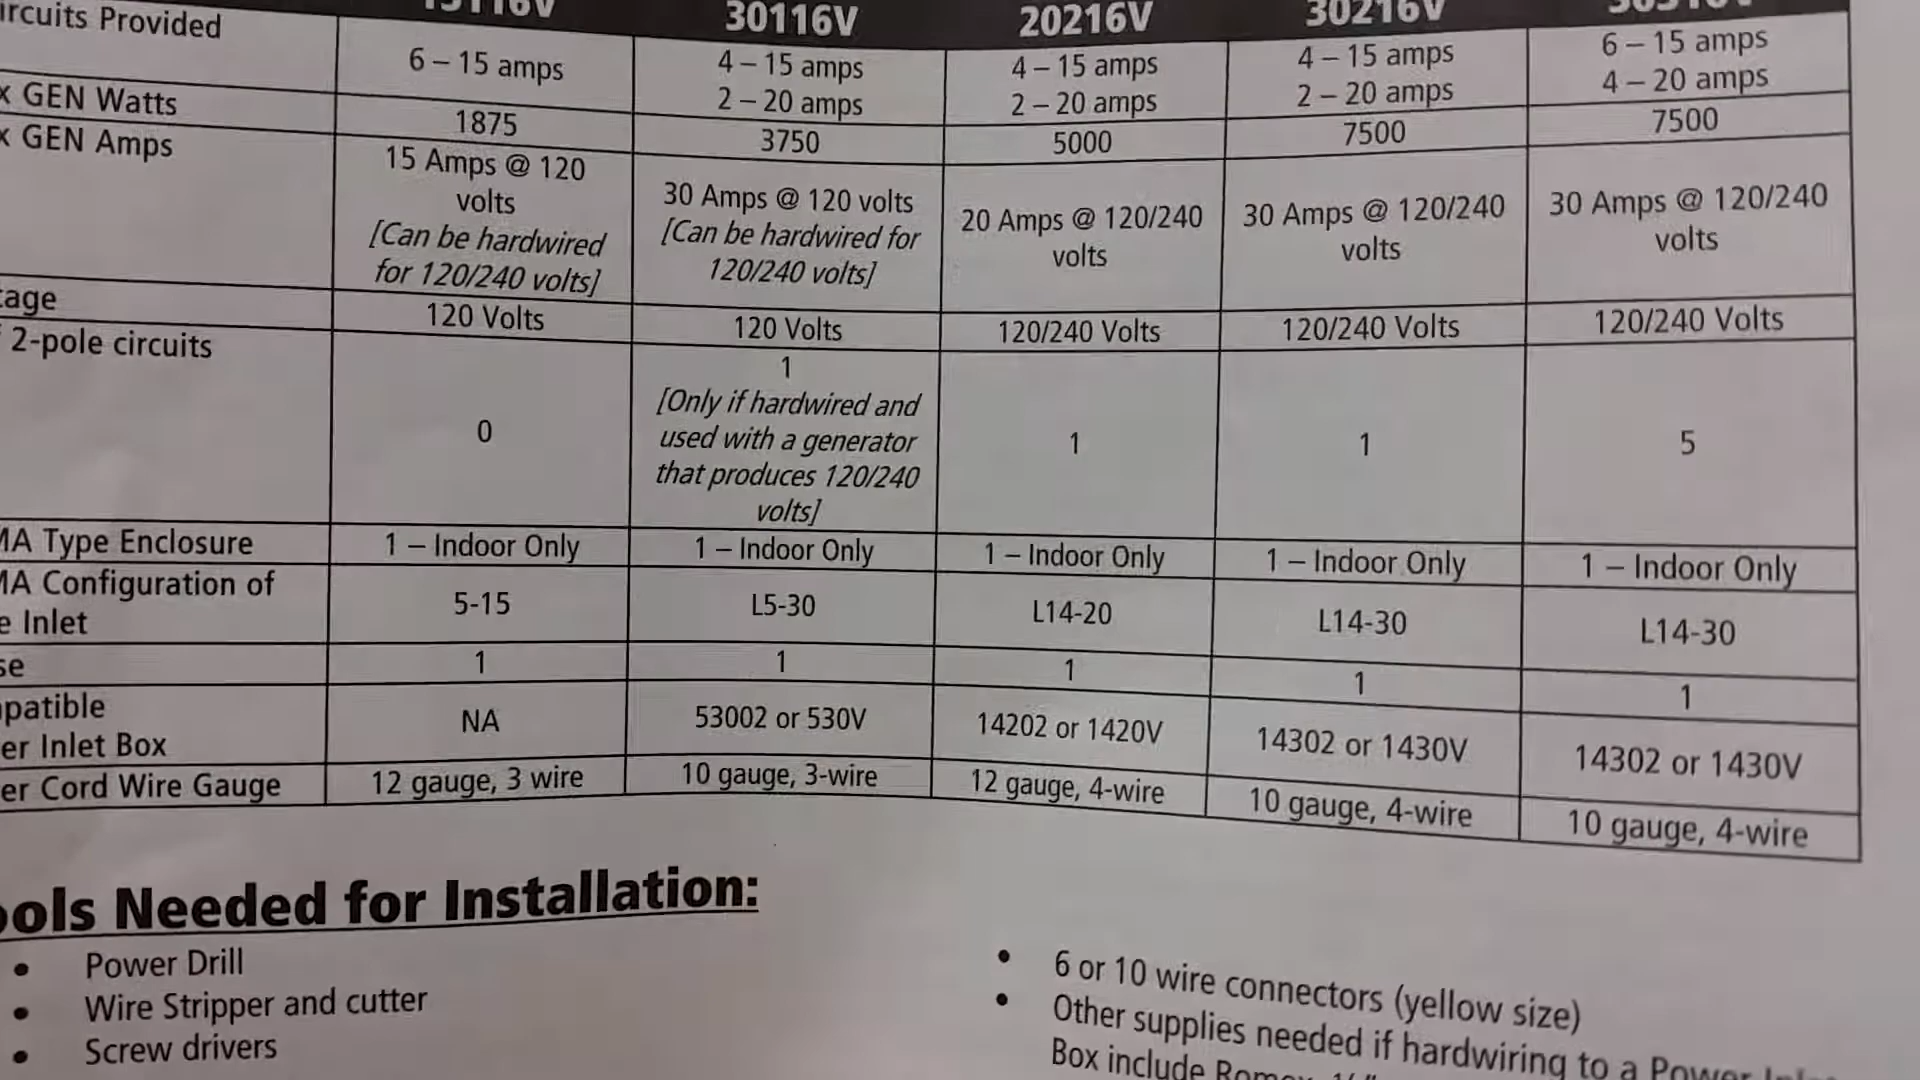 30116V 20216V 30216V
ircuits Provided 6 – 15 amps 4 – 15 amps 4 – 15 amps 4 – 15 amps 6 – 15 amps
2 – 20 amps 2 – 20 amps 2 – 20 amps 4 – 20 amps
x GEN Watts 1875 3750 5000 7500 7500
x GEN Amps 15 Amps @ 120 30 Amps @ 120 volts 20 Amps @ 120/240 30 Amps @ 120/240 30 Amps @ 120/240
volts [Can be hardwired for volts volts volts
[Can be hardwired 120/240 volts]
for 120/240 volts]
tage 120 Volts 120 Volts 120/240 Volts 120/240 Volts 120/240 Volts
2-pole circuits 0 1 1 1 5
[Only if hardwired and
used with a generator
that produces 120/240
volts]
MA Type Enclosure 1 – Indoor Only 1 – Indoor Only 1 – Indoor Only 1 – Indoor Only 1 – Indoor Only
MA Configuration of 5-15 L5-30 L14-20 L14-30 L14-30
e Inlet
se 1 1 1 1 1
patible NA 53002 or 530V 14202 or 1420V 14302 or 1430V 14302 or 1430V
er Inlet Box
er Cord Wire Gauge 12 gauge, 3 wire 10 gauge, 3-wire 12 gauge, 4-wire 10 gauge, 4-wire 10 gauge, 4-wire
ools Needed for Installation:
• Power Drill
• Wire Stripper and cutter
• Screw drivers
• 6 or 10 wire connectors (yellow size)
• Other supplies needed if hardwiring to a Power
Box include Romex